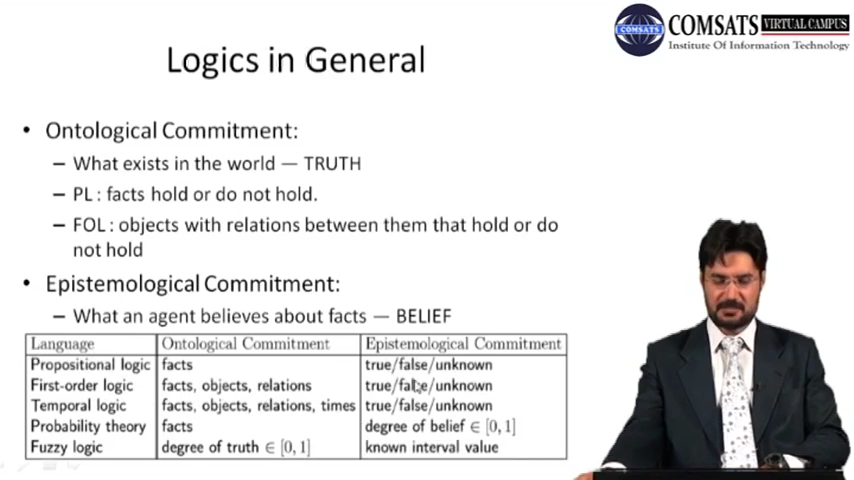 COMSATS VIRTUAL CAMPUS
Institute Of Information Technology
COMSATS
Logics in General
• Ontological Commitment:
– What exists in the world — TRUTH
– PL : facts hold or do not hold.
– FOL : objects with relations between them that hold or do
not hold
• Epistemological Commitment:
– What an agent believes about facts — BELIEF
Language Ontological Commitment Epistemological Commitment
Propositional logic facts true/false/unknown
First-order logic facts, objects, relations true/false/unknown
Temporal logic facts, objects, relations, times true/false/unknown
Probability theory facts degree of belief ∈ [0, 1]
Fuzzy logic degree of truth ∈ [0, 1] known interval value